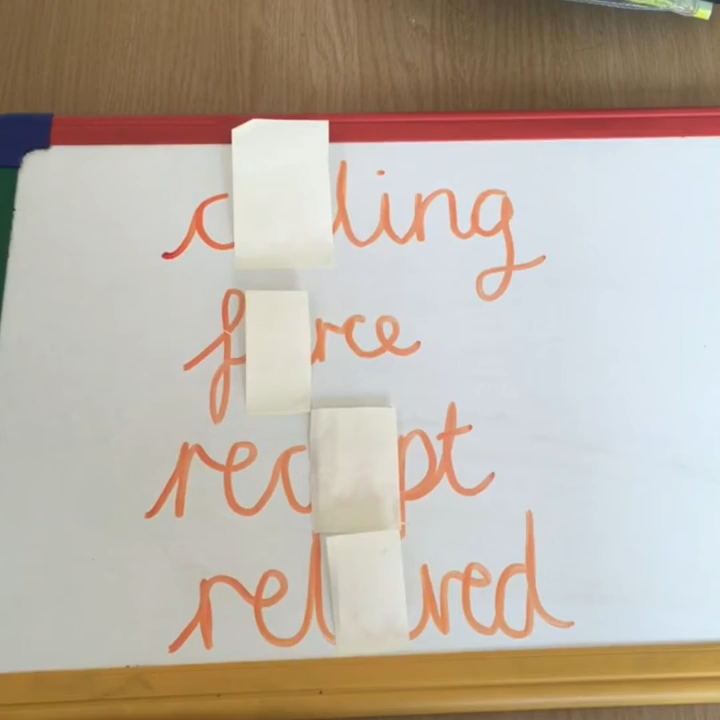 c ling
f rce
rec pt
rel ved